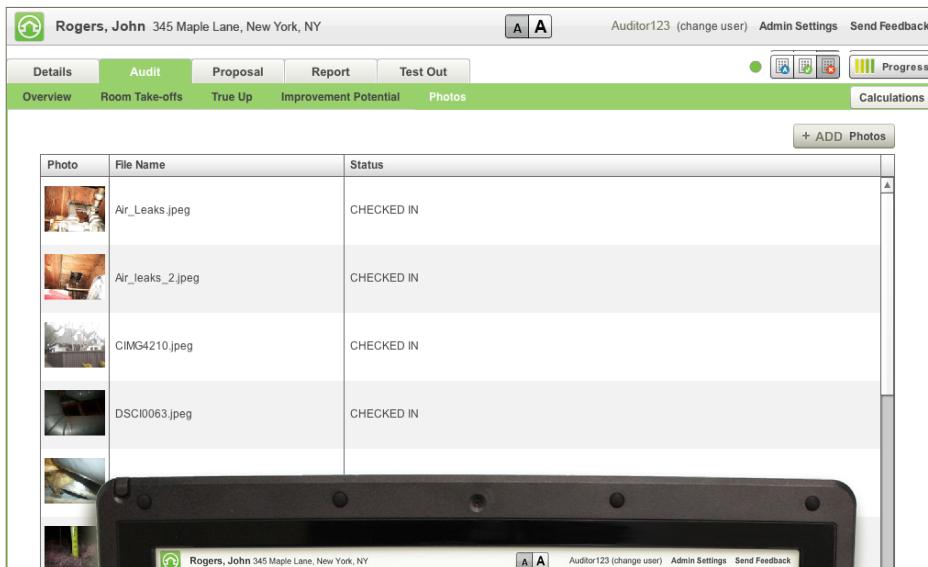 Rogers, John 345 Maple Lane, New York, NY A A Auditor123 (change user) Admin Settings Send Feedback
Details Audit Proposal Report Test Out Progress
Overview Room Take-offs True Up Improvement Potential Photos Calculations
+ ADD Photos
Photo File Name Status
Air_Leaks.jpeg CHECKED IN
Air_leaks_2.jpeg CHECKED IN
CIMG4210.jpeg CHECKED IN
DSCI0063.jpeg CHECKED IN
Rogers, John 345 Maple Lane, New York, NY A A Auditor123 (change user) Admin Settings Send Feedback